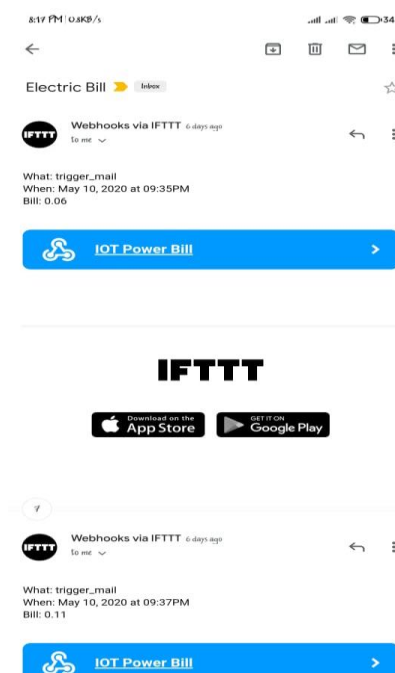 8:17 PM | 0.8KB/s
34
Electric Bill Inbox
IFTTT
Webhooks via IFTTT 6 days ago
to me
What: trigger_mail
When: May 10, 2020 at 09:35PM
Bill: 0.06
IOT Power Bill >
IFTTT
Download on the
App Store
GET IT ON
Google Play
IFTTT
Webhooks via IFTTT 6 days ago
to me
What: trigger_mail
When: May 10, 2020 at 09:37PM
Bill: 0.11
IOT Power Bill >